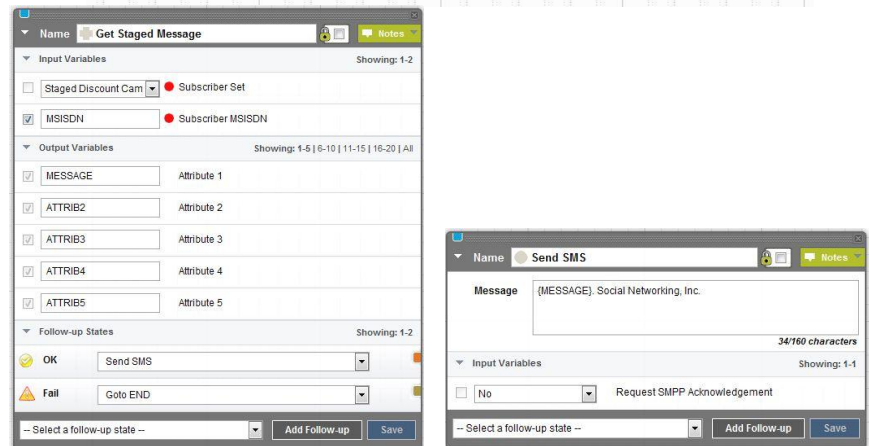 Name Get Staged Message Notes
Input Variables Showing: 1-2
Staged Discount Cam Subscriber Set
MSISDN Subscriber MSISDN
Output Variables Showing: 1-5 | 6-10 | 11-15 | 16-20 | All
MESSAGE Attribute 1
ATTRIB2 Attribute 2
ATTRIB3 Attribute 3
ATTRIB4 Attribute 4
ATTRIB5 Attribute 5
Follow-up States Showing: 1-2
OK Send SMS
Fail Goto END
-- Select a follow-up state -- Add Follow-up Save
Name Send SMS Notes
Message {MESSAGE}. Social Networking, Inc.
34/160 characters
Input Variables Showing: 1-1
No Request SMPP Acknowledgement
-- Select a follow-up state -- Add Follow-up Save